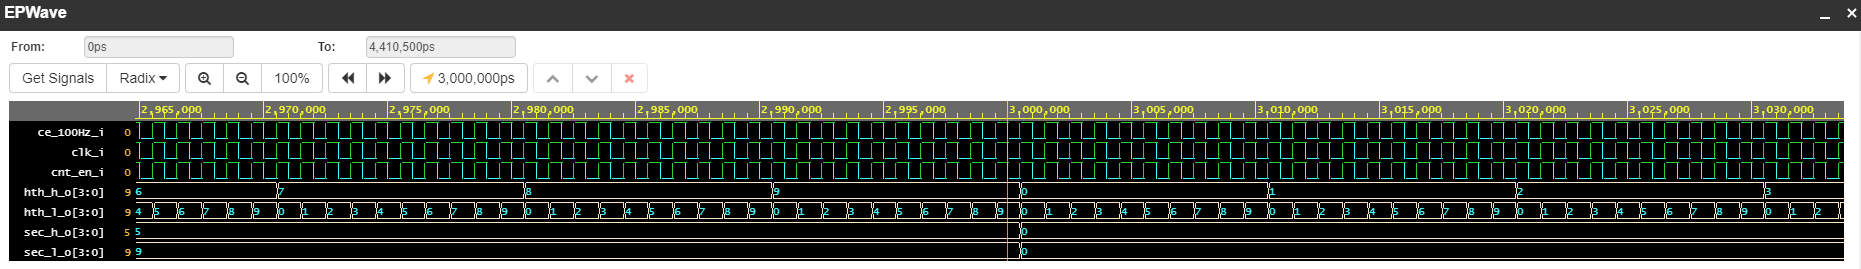 EPWave
From: 0ps To: 4,410,500ps
Get Signals Radix 100% 3,000,000ps
2,965,000 2,970,000 2,975,000 2,980,000 2,985,000 2,990,000 2,995,000 3,000,000 3,005,000 3,010,000 3,015,000 3,020,000 3,025,000 3,030,000
ce_100Hz_i 0
clk_i 0
cnt_en_i 0
hth_h_o[3:0] 9 6 7 8 9 0 1 2 3
hth_l_o[3:0] 9 4 5 6 7 8 9 0 1 2 3 4 5 6 7 8 9 0 1 2 3 4 5 6 7 8 9 0 1 2 3 4 5 6 7 8 9 0 1 2 3 4 5 6 7 8 9 0 1 2 3 4 5 6 7 8 9 0 1 2 3 4 5 6 7 8 9 0 1 2
sec_h_o[3:0] 5 5 0
sec_l_o[3:0] 9 9 0